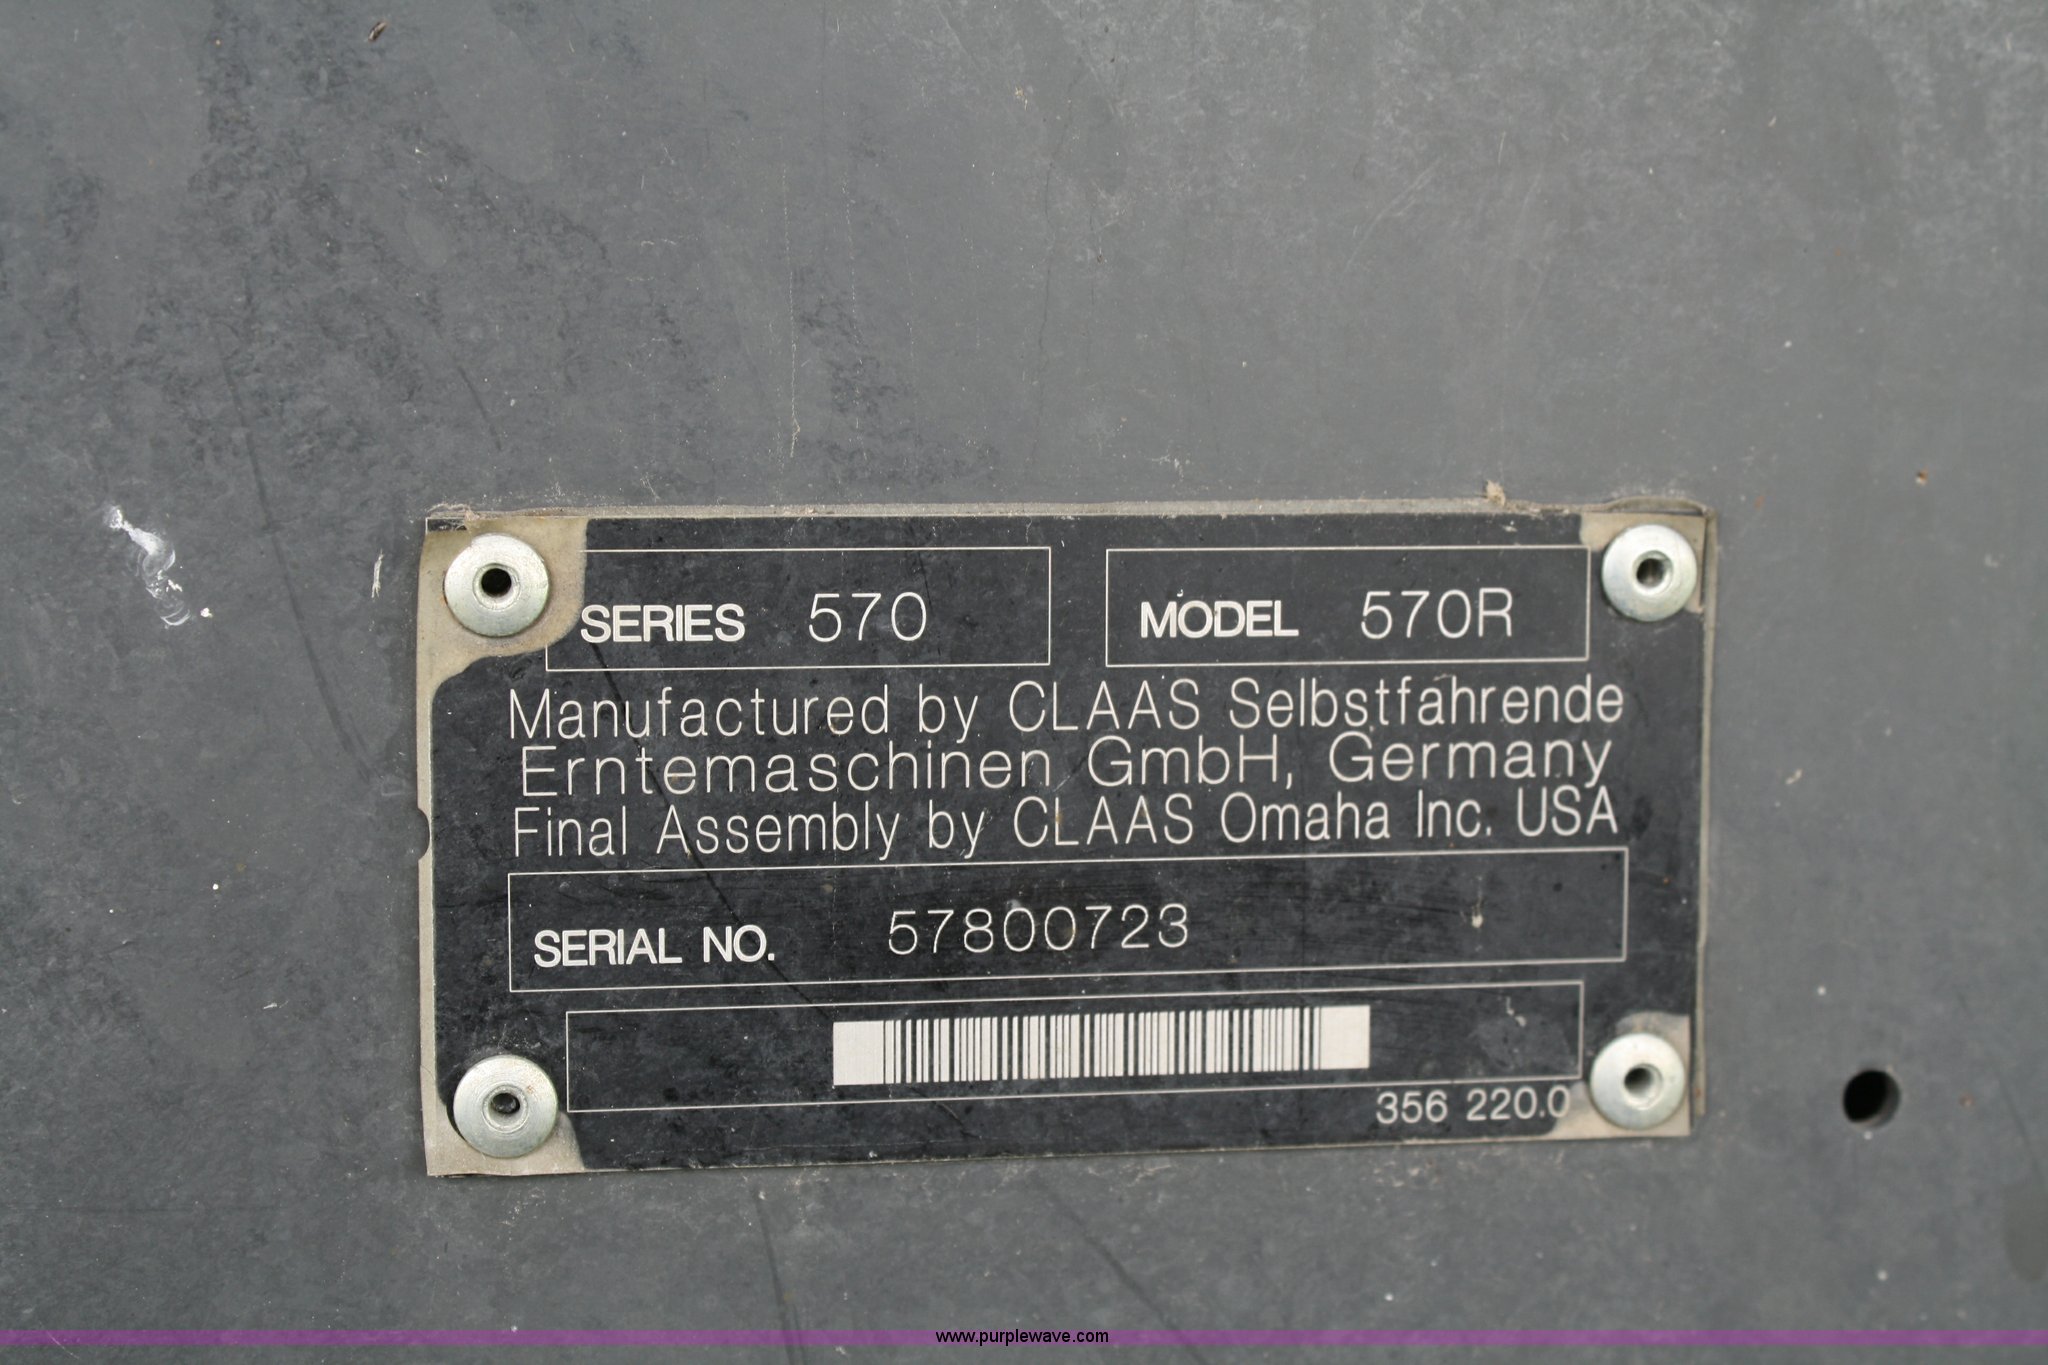 SERIES 570
MODEL 570R
Manufactured by CLAAS Selbstfahrende
Erntemaschinen GmbH, Germany
Final Assembly by CLAAS Omaha Inc. USA
SERIAL NO. 57800723
356 220.0
www.purplewave.com